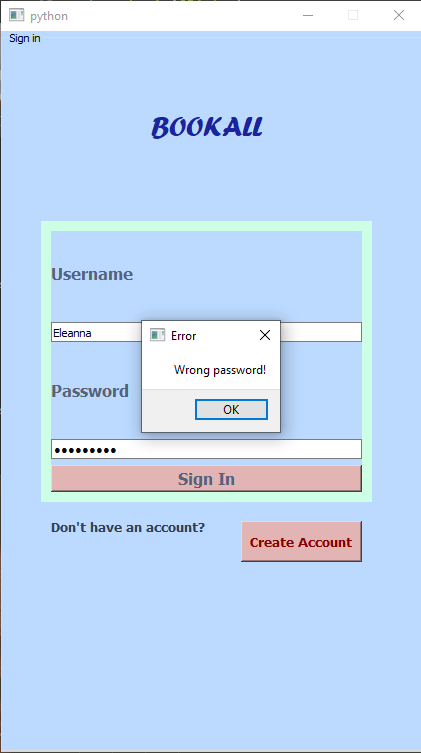 python
Sign in
BOOKALL
Username
Eleanna
Error
Wrong password!
OK
Password
•••••••••
Sign In
Don't have an account?
Create Account